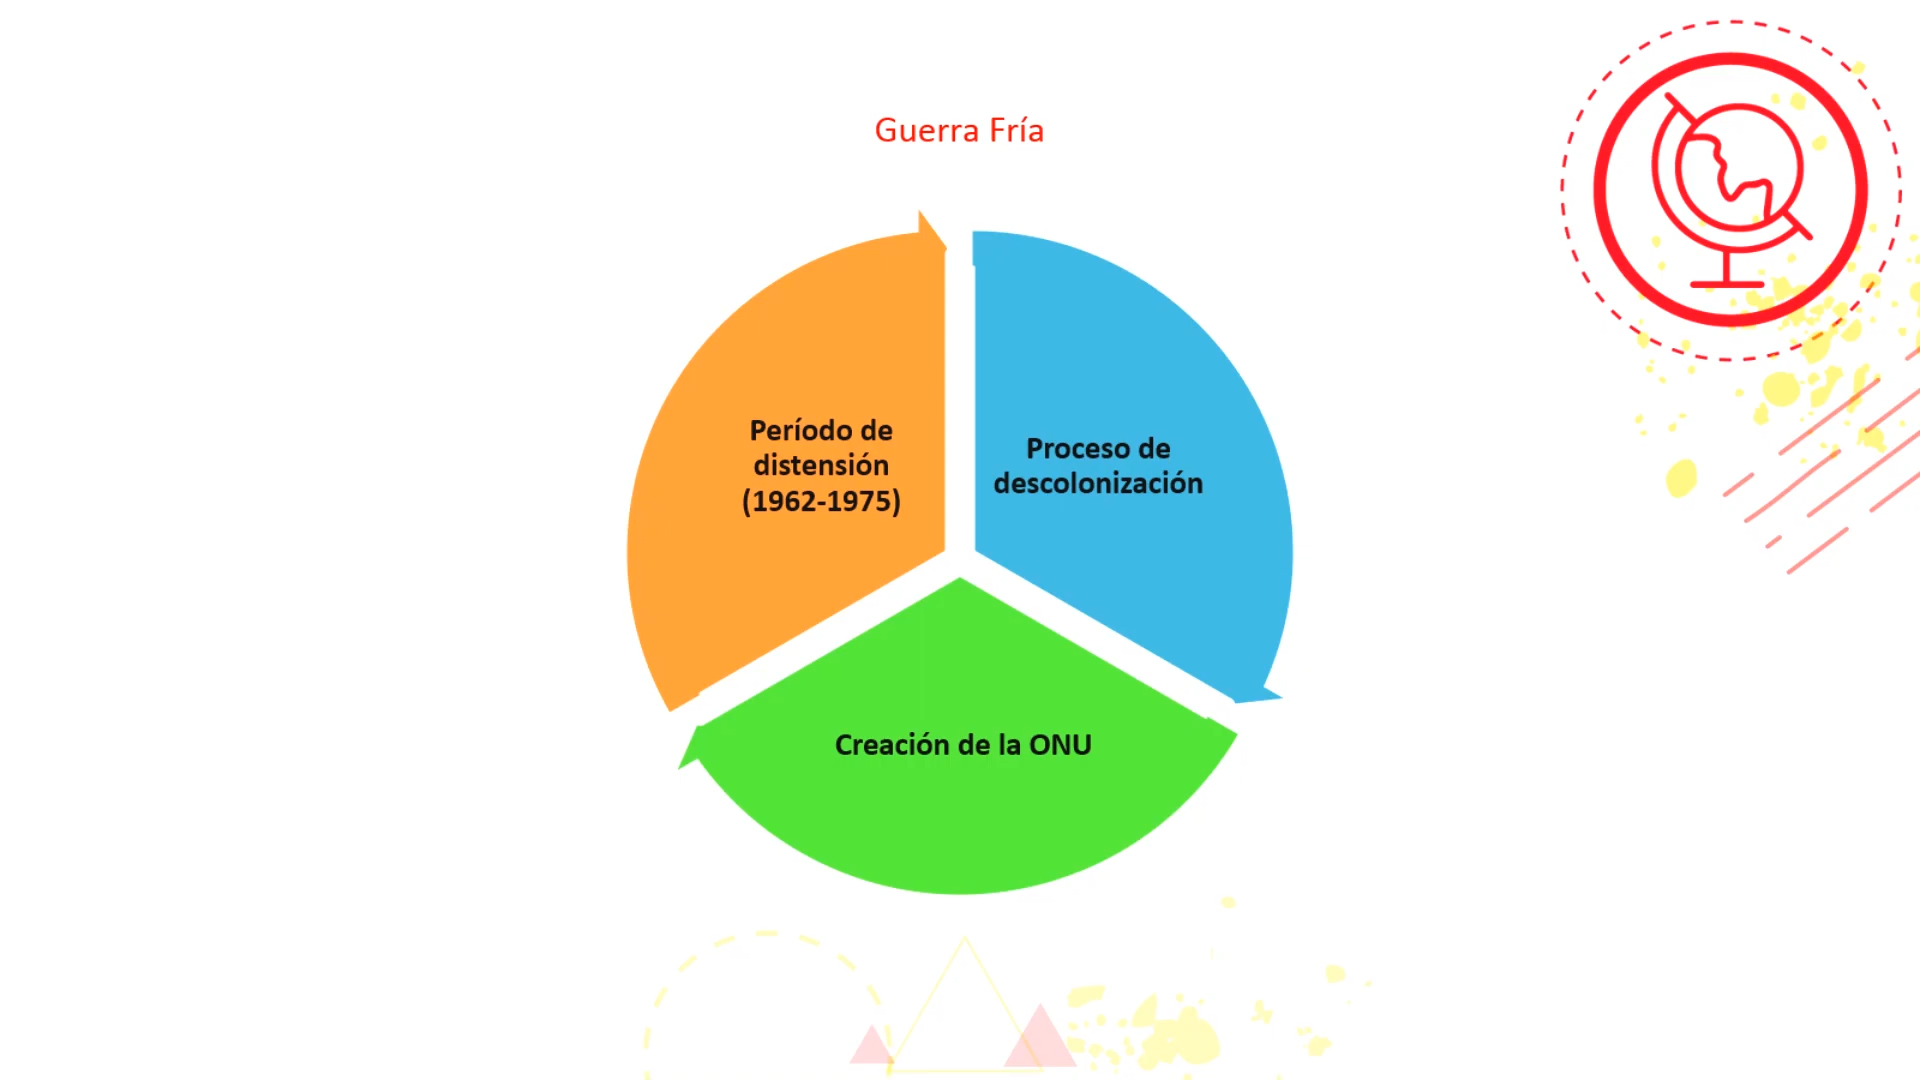 Guerra Fría
Período de
distensión
(1962-1975)
Proceso de
descolonización
Creación de la ONU